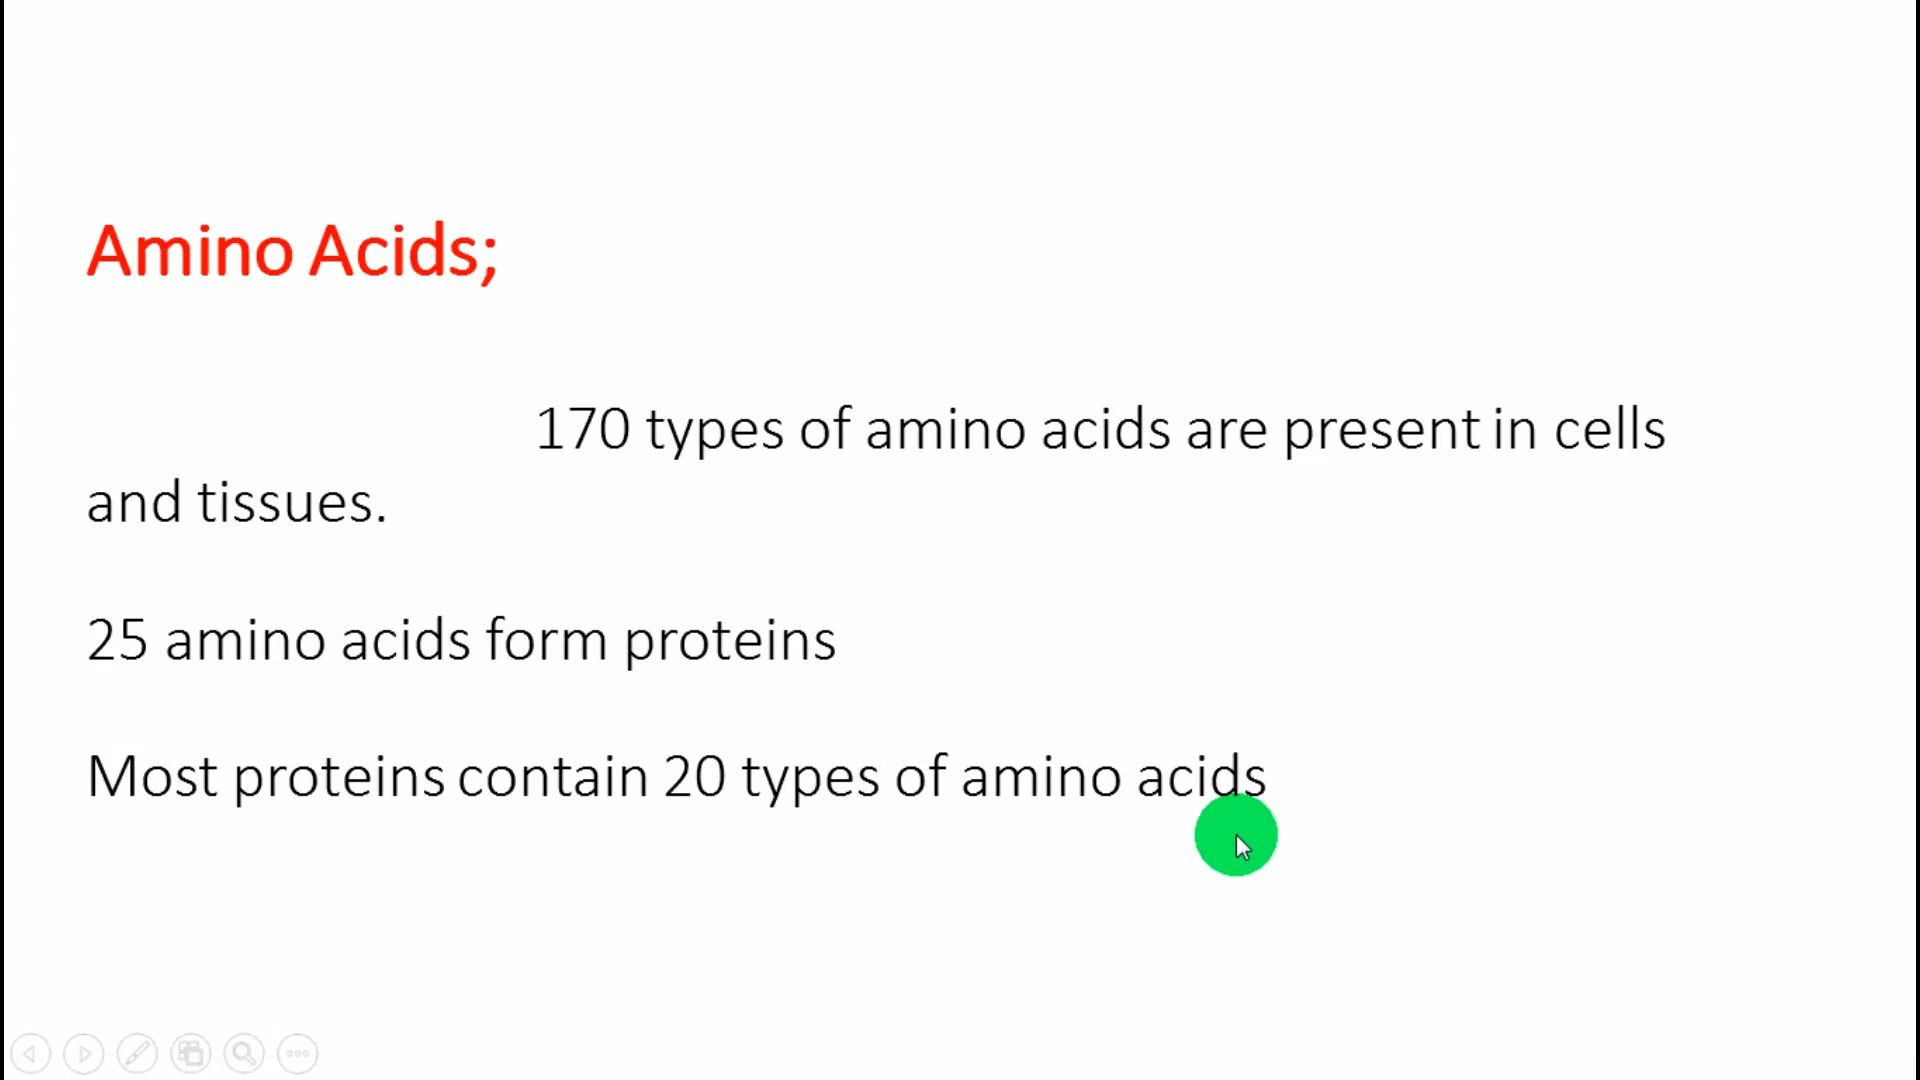 Amino Acids;
170 types of amino acids are present in cells
and tissues.
25 amino acids form proteins
Most proteins contain 20 types of amino acids